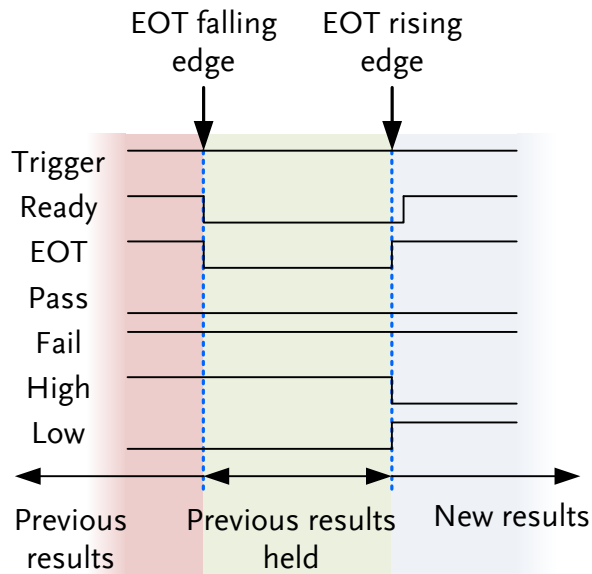 EOT falling
edge
EOT rising
edge
Trigger
Ready
EOT
Pass
Fail
High
Low
Previous
results
Previous results
held
New results